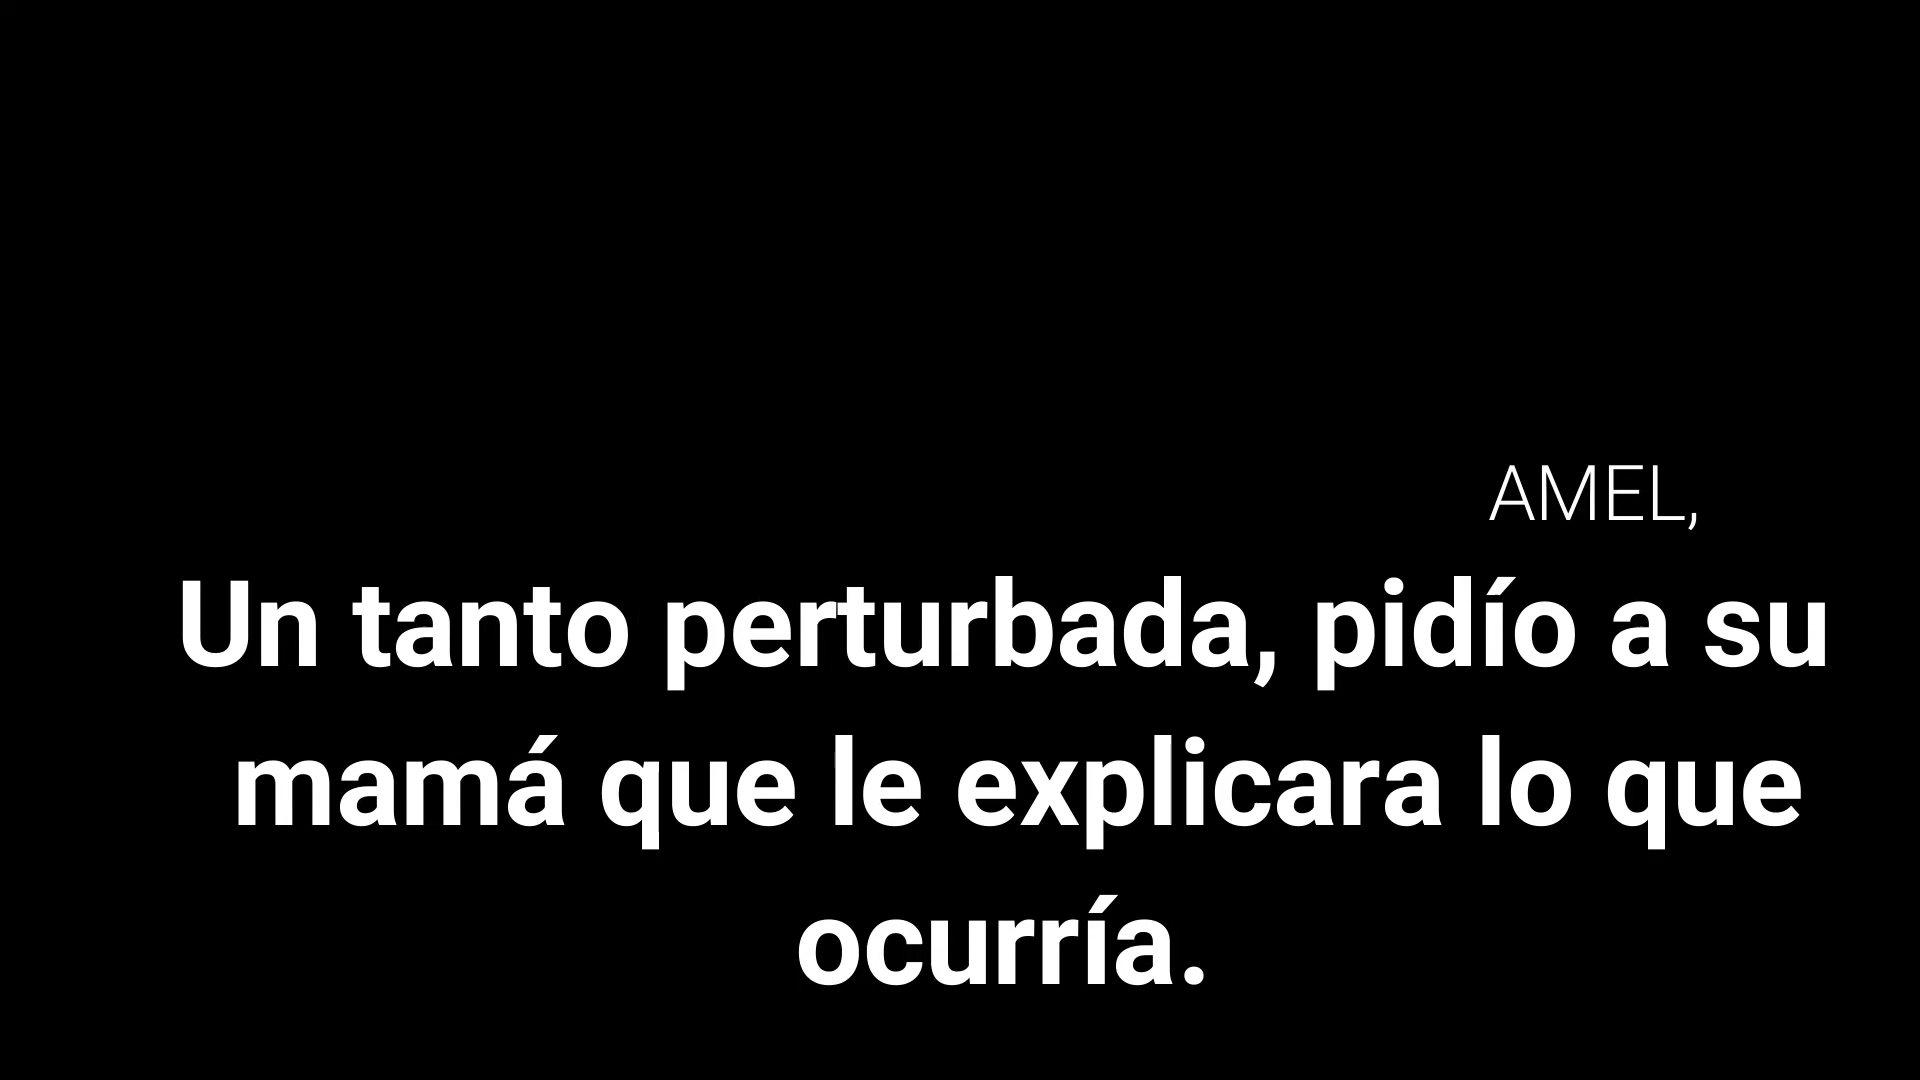 AMEL,
Un tanto perturbada, pidío a su
mamá que le explicara lo que
ocurría.